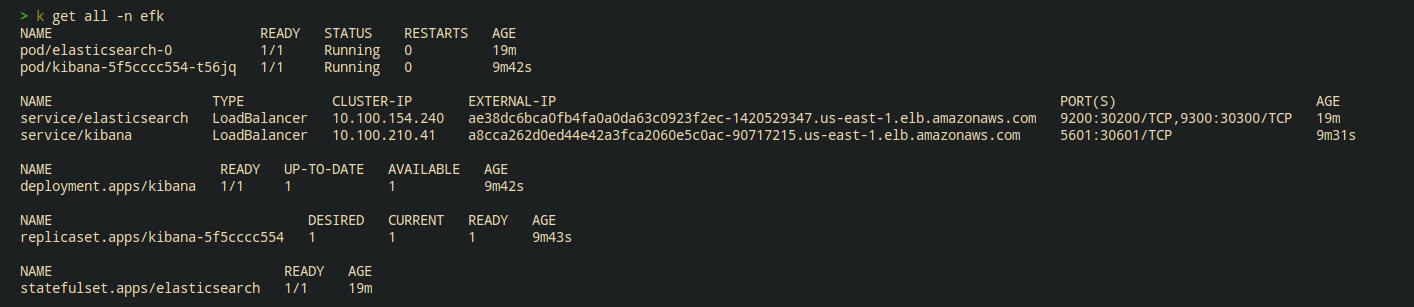 > k get all -n efk
NAME READY STATUS RESTARTS AGE
pod/elasticsearch-0 1/1 Running 0 19m
pod/kibana-5f5cccc554-t56jq 1/1 Running 0 9m42s
NAME TYPE CLUSTER-IP EXTERNAL-IP PORT(S) AGE
service/elasticsearch LoadBalancer 10.100.154.240 ae38dc6bca0fb4fa0a0da63c0923f2ec-1420529347.us-east-1.elb.amazonaws.com 9200:30200/TCP,9300:30300/TCP 19m
service/kibana LoadBalancer 10.100.210.41 a8cca262d0ed44e42a3fca2060e5c0ac-90717215.us-east-1.elb.amazonaws.com 5601:30601/TCP 9m31s
NAME READY UP-TO-DATE AVAILABLE AGE
deployment.apps/kibana 1/1 1 1 9m42s
NAME DESIRED CURRENT READY AGE
replicaset.apps/kibana-5f5cccc554 1 1 1 9m43s
NAME READY AGE
statefulset.apps/elasticsearch 1/1 19m